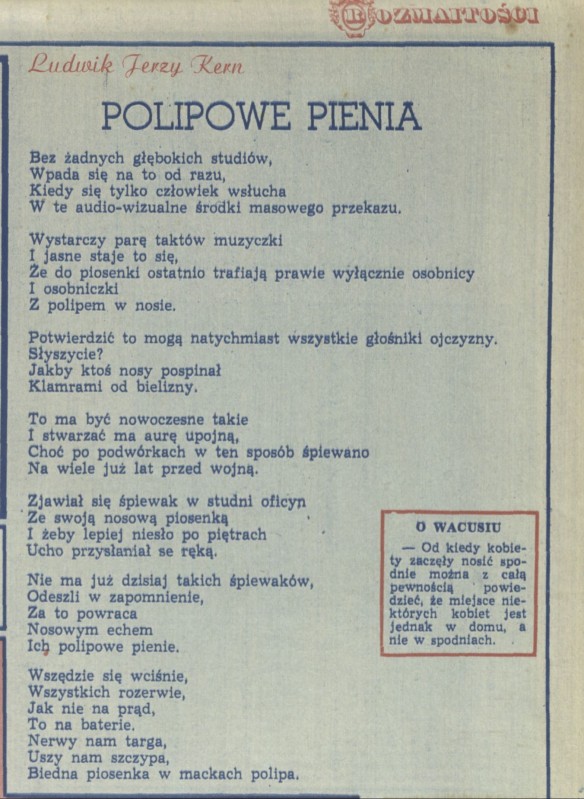 ROZMAITOŚCI
Ludwik Jerzy Kern
POLIPOWE PIENIA
Bez żadnych głębokich studiów,
Wpada się na to od razu,
Kiedy się tylko człowiek wsłucha
W te audio-wizualne środki masowego przekazu.
Wystarczy parę taktów muzyczki
I jasne staje to się,
Że do piosenki ostatnio trafiają prawie wyłącznie osobnicy
I osobniczki
Z polipem w nosie.
Potwierdzić to mogą natychmiast wszystkie głośniki ojczyzny.
Słyszycie?
Jakby ktoś nosy pospinał
Klamrami od bielizny.
To ma być nowoczesne takie
I stwarzać ma aurę upojną,
Choć po podwórkach w ten sposób śpiewano
Na wiele już lat przed wojną.
Zjawiał się śpiewak w studni oficyn
Ze swoją nosową piosenką
I żeby lepiej niesło po piętrach
Ucho przysłaniał se ręką.
Nie ma już dzisiaj takich śpiewaków,
Odeszli w zapomnienie,
Za to powraca
Nosowym echem
Ich polipowe pienie.
Wszędzie się wciśnie,
Wszystkich rozerwie,
Jak nie na prąd,
To na baterie.
Nerwy nam targa,
Uszy nam szczypa,
Biedna piosenka w mackach polipa.
O WACUSIU
— Od kiedy kobie-
ty zaczęły nosić spo-
dnie można z całą
pewnością powie-
dzieć, że miejsce nie-
których kobiet jest
jednak w domu, a
nie w spodniach.